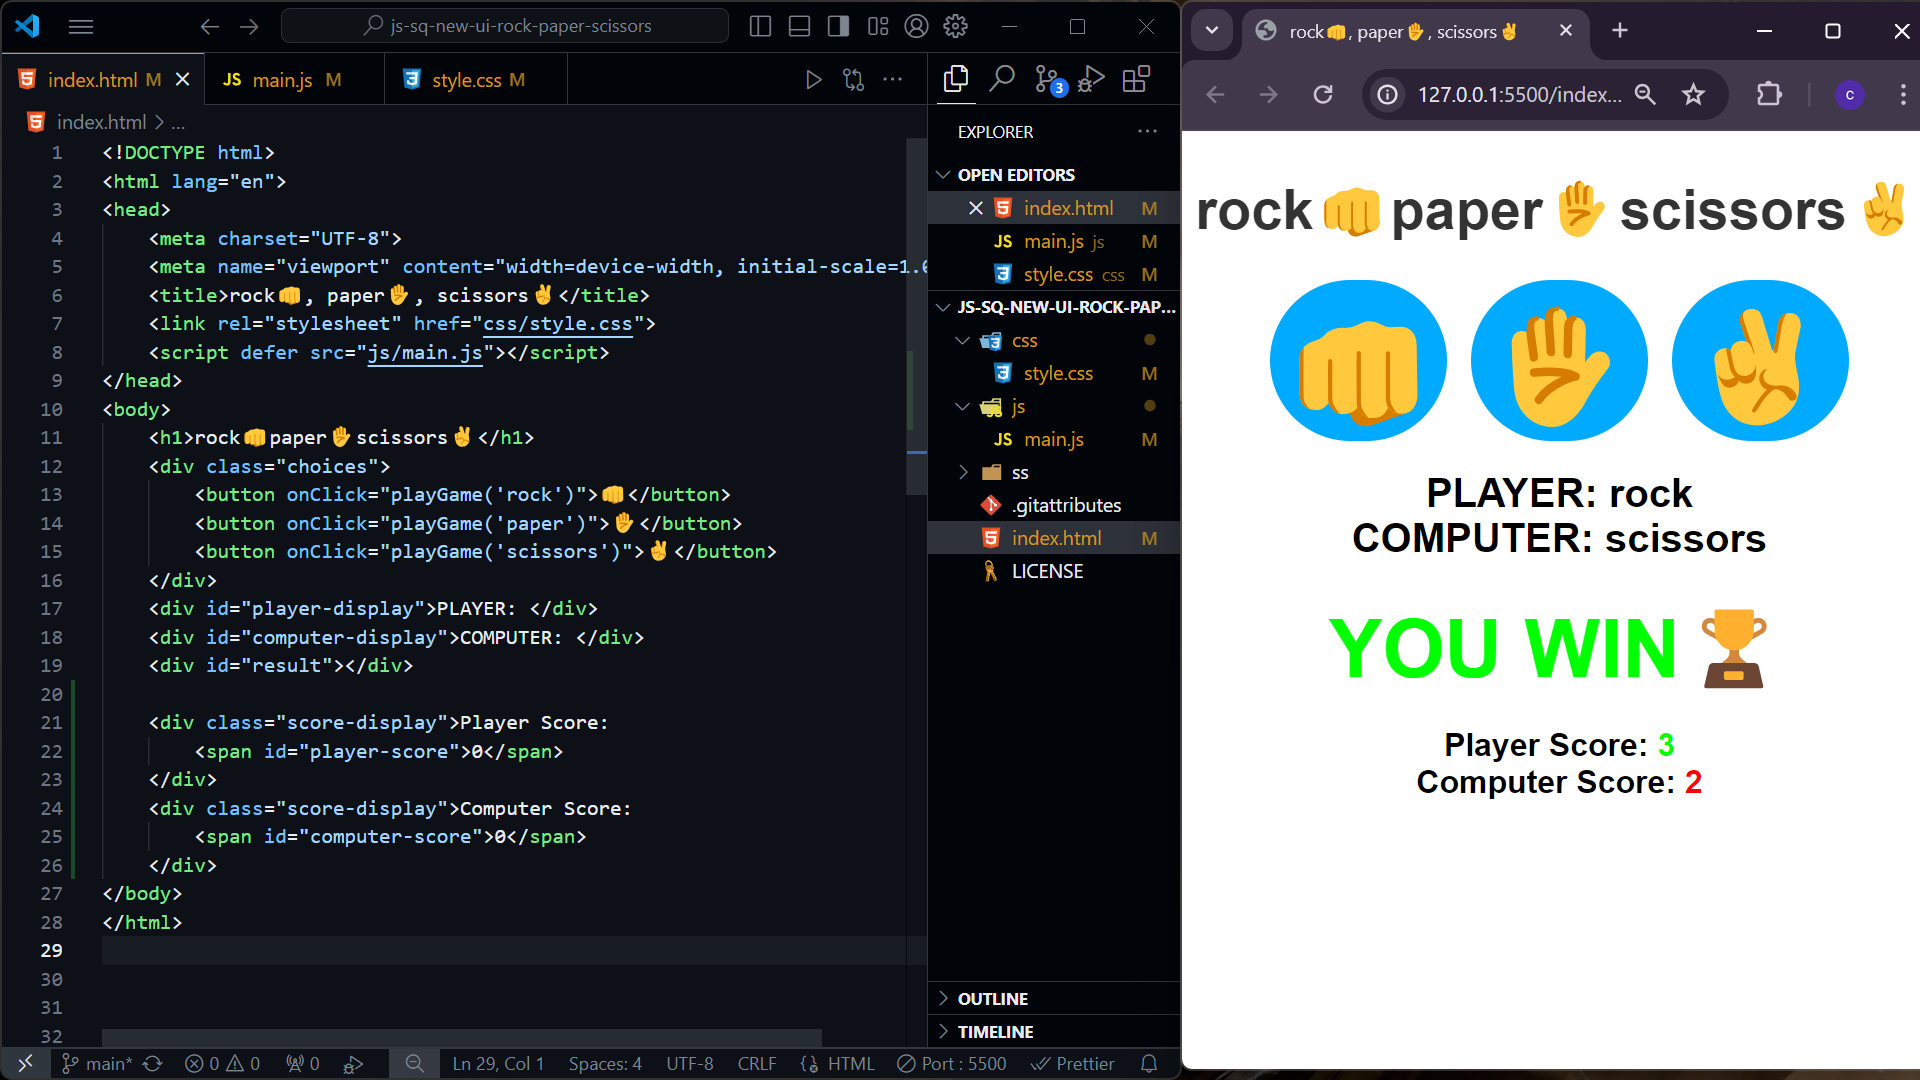 js-sq-new-ui-rock-paper-scissors
index.html M
JS main.js M
style.css M
index.html > ...
1 <!DOCTYPE html>
2 <html lang="en">
3 <head>
4 <meta charset="UTF-8">
5 <meta name="viewport" content="width=device-width, initial-scale=1.0
6 <title>rock👊, paper✋, scissors✌</title>
7 <link rel="stylesheet" href="css/style.css">
8 <script defer src="js/main.js"></script>
9 </head>
10 <body>
11 <h1>rock👊paper✋scissors✌</h1>
12 <div class="choices">
13 <button onClick="playGame('rock')">👊</button>
14 <button onClick="playGame('paper')">✋</button>
15 <button onClick="playGame('scissors')">✌</button>
16 </div>
17 <div id="player-display">PLAYER: </div>
18 <div id="computer-display">COMPUTER: </div>
19 <div id="result"></div>
20
21 <div class="score-display">Player Score:
22 <span id="player-score">0</span>
23 </div>
24 <div class="score-display">Computer Score:
25 <span id="computer-score">0</span>
26 </div>
27 </body>
28 </html>
29
30
31
32
main* 0 0 0 Ln 29, Col 1 Spaces: 4 UTF-8 CRLF HTML Port : 5500 Prettier
3
EXPLORER ...
OPEN EDITORS
index.html M
JS main.js js M
style.css css M
JS-SQ-NEW-UI-ROCK-PAP...
css
style.css M
js
JS main.js M
ss
.gitattributes
index.html M
LICENSE
OUTLINE
TIMELINE
rock👊, paper✋, scissors✌
127.0.0.1:5500/index...
c
rock👊paper✋scissors✌
PLAYER: rock
COMPUTER: scissors
YOU WIN 🏆
Player Score: 3
Computer Score: 2